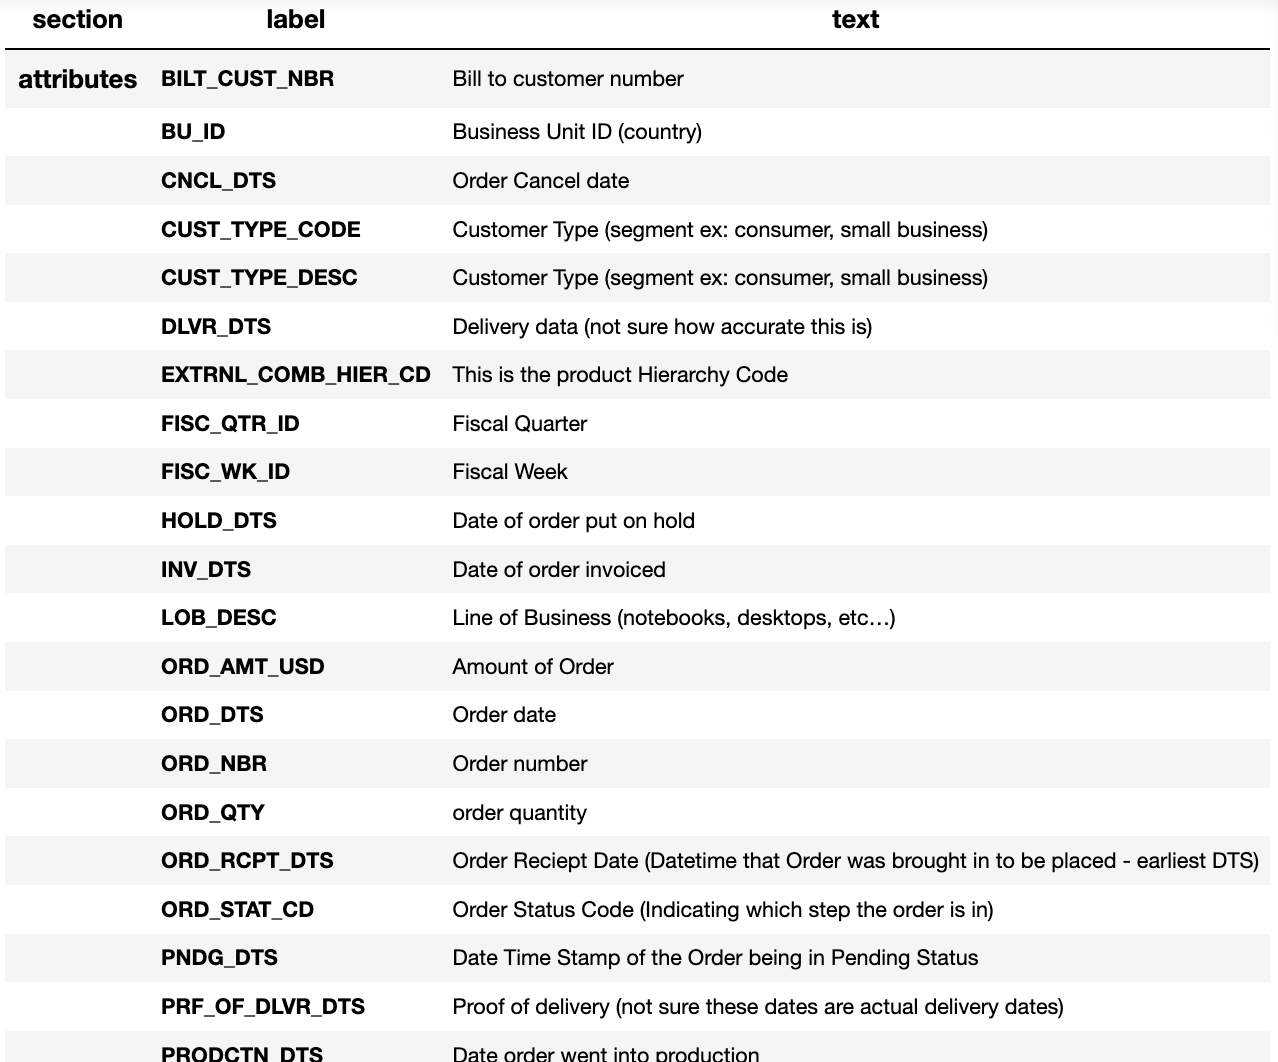 section label text
attributes BILT_CUST_NBR Bill to customer number
BU_ID Business Unit ID (country)
CNCL_DTS Order Cancel date
CUST_TYPE_CODE Customer Type (segment ex: consumer, small business)
CUST_TYPE_DESC Customer Type (segment ex: consumer, small business)
DLVR_DTS Delivery data (not sure how accurate this is)
EXTRNL_COMB_HIER_CD This is the product Hierarchy Code
FISC_QTR_ID Fiscal Quarter
FISC_WK_ID Fiscal Week
HOLD_DTS Date of order put on hold
INV_DTS Date of order invoiced
LOB_DESC Line of Business (notebooks, desktops, etc…)
ORD_AMT_USD Amount of Order
ORD_DTS Order date
ORD_NBR Order number
ORD_QTY order quantity
ORD_RCPT_DTS Order Reciept Date (Datetime that Order was brought in to be placed - earliest DTS)
ORD_STAT_CD Order Status Code (Indicating which step the order is in)
PNDG_DTS Date Time Stamp of the Order being in Pending Status
PRF_OF_DLVR_DTS Proof of delivery (not sure these dates are actual delivery dates)
PRODCTN_DTS Date order went into production